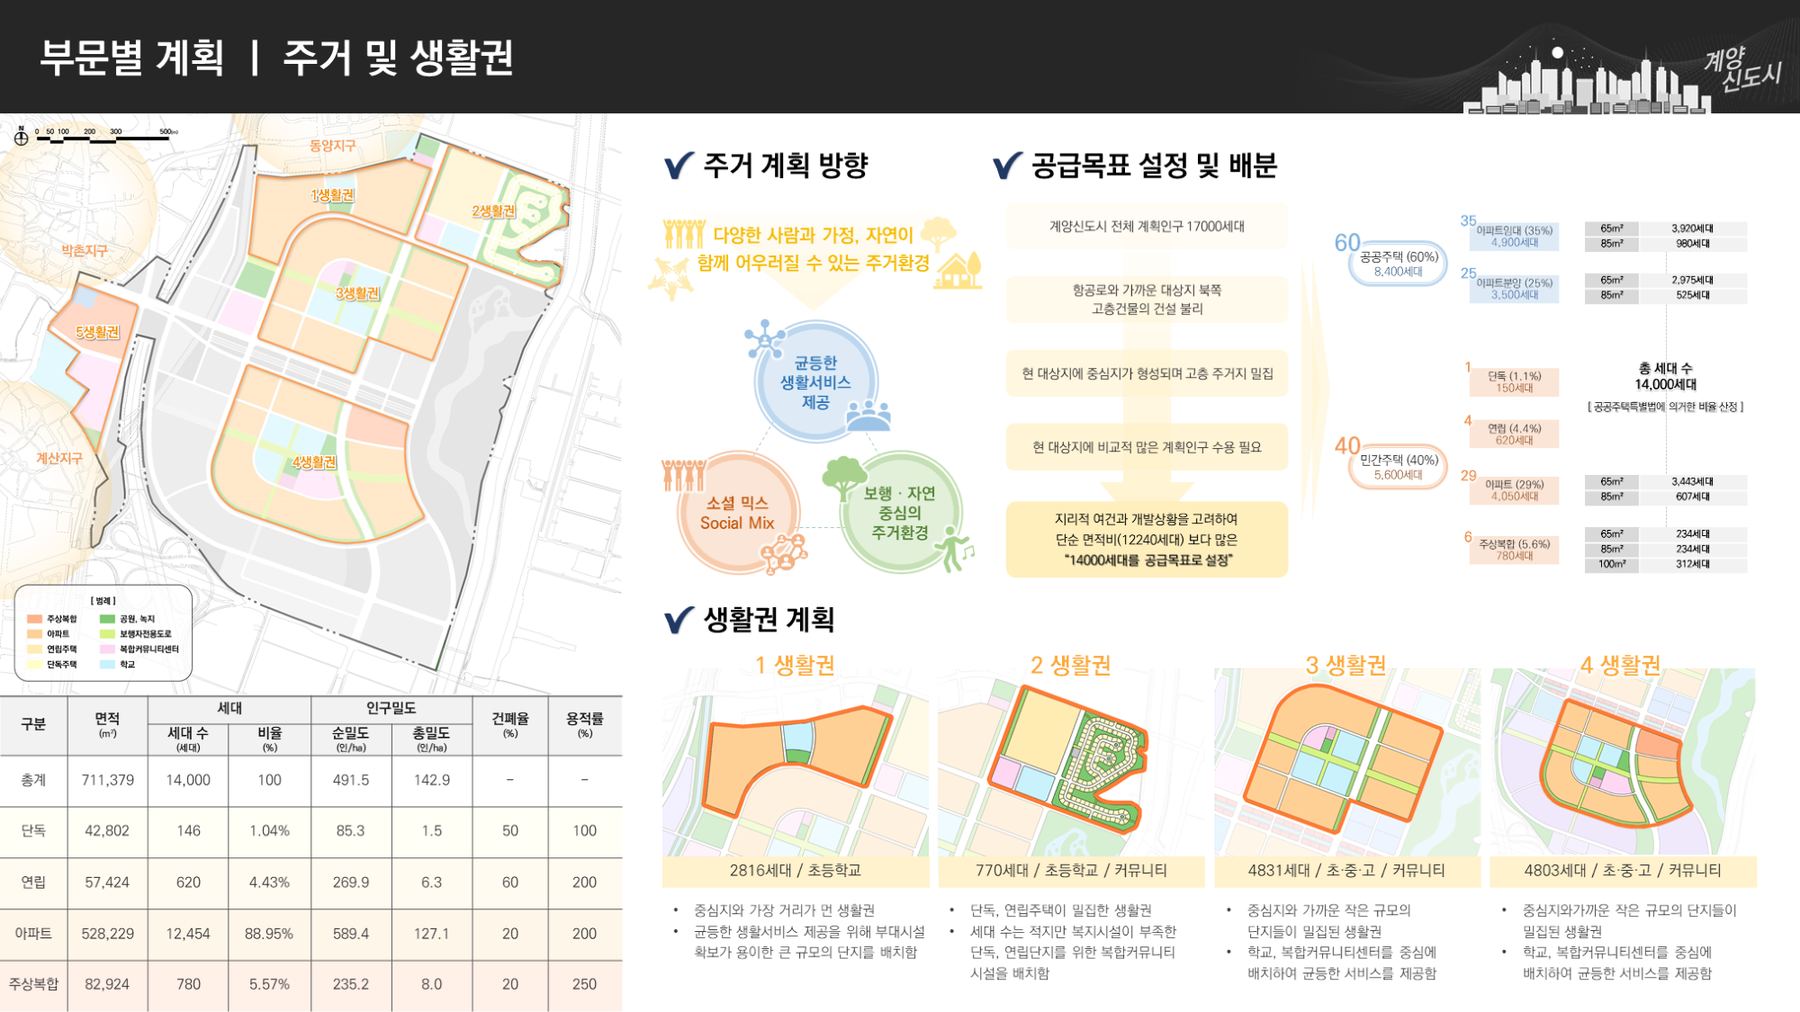 부문별 계획 | 주거 및 생활권
계양
신도시
N
0 50 100 200 300 500(m)
동양지구
박촌지구
계산지구
1생활권
2생활권
3생활권
4생활권
5생활권
[ 범례 ]
주상복합
아파트
연립주택
단독주택
공원, 녹지
보행자전용도로
복합커뮤니티센터
학교
구분 면적 (㎡) 세대 인구밀도 건폐율 (%) 용적률 (%)
세대 수 (세대) 비율 (%) 순밀도 (인/ha) 총밀도 (인/ha)
총계 711,379 14,000 100 491.5 142.9 – –
단독 42,802 146 1.04% 85.3 1.5 50 100
연립 57,424 620 4.43% 269.9 6.3 60 200
아파트 528,229 12,454 88.95% 589.4 127.1 20 200
주상복합 82,924 780 5.57% 235.2 8.0 20 250
주거 계획 방향
다양한 사람과 가정, 자연이
함께 어우러질 수 있는 주거환경
균등한
생활서비스
제공
소셜 믹스
Social Mix
보행 · 자연
중심의
주거환경
공급목표 설정 및 배분
계양신도시 전체 계획인구 17000세대
항공로와 가까운 대상지 북쪽
고층건물의 건설 불리
현 대상지에 중심지가 형성되며 고층 주거지 밀집
현 대상지에 비교적 많은 계획인구 수용 필요
지리적 여건과 개발상황을 고려하여
단순 면적비(12240세대) 보다 많은
“14000세대를 공급목표로 설정”
60
공공주택 (60%)
8,400세대
35
아파트임대 (35%)
4,900세대
65m² 3,920세대
85m² 980세대
25
아파트분양 (25%)
3,500세대
65m² 2,975세대
85m² 525세대
총 세대 수
14,000세대
[ 공공주택특별법에 의거한 비율 산정 ]
40
민간주택 (40%)
5,600세대
1
단독 (1.1%)
150세대
4
연립 (4.4%)
620세대
29
아파트 (29%)
4,050세대
65m² 3,443세대
85m² 607세대
6
주상복합 (5.6%)
780세대
65m² 234세대
85m² 234세대
100m² 312세대
생활권 계획
1 생활권
2816세대 / 초등학교
• 중심지와 가장 거리가 먼 생활권
• 균등한 생활서비스 제공을 위해 부대시설
확보가 용이한 큰 규모의 단지를 배치함
2 생활권
770세대 / 초등학교 / 커뮤니티
• 단독, 연립주택이 밀집한 생활권
• 세대 수는 적지만 복지시설이 부족한
단독, 연립단지를 위한 복합커뮤니티
시설을 배치함
3 생활권
4831세대 / 초·중·고 / 커뮤니티
• 중심지와 가까운 작은 규모의
단지들이 밀집된 생활권
• 학교, 복합커뮤니티센터를 중심에
배치하여 균등한 서비스를 제공함
4 생활권
4803세대 / 초·중·고 / 커뮤니티
• 중심지와가까운 작은 규모의 단지들이
밀집된 생활권
• 학교, 복합커뮤니티센터를 중심에
배치하여 균등한 서비스를 제공함